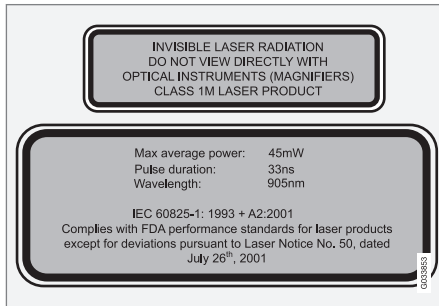 INVISIBLE LASER RADIATION
DO NOT VIEW DIRECTLY WITH
OPTICAL INSTRUMENTS (MAGNIFIERS)
CLASS 1M LASER PRODUCT
Max average power: 45mW
Pulse duration: 33ns
Wavelength: 905nm
IEC 60825-1: 1993 + A2:2001
Complies with FDA performance standards for laser products
except for deviations pursuant to Laser Notice No. 50, dated
July 26th, 2001
G033853